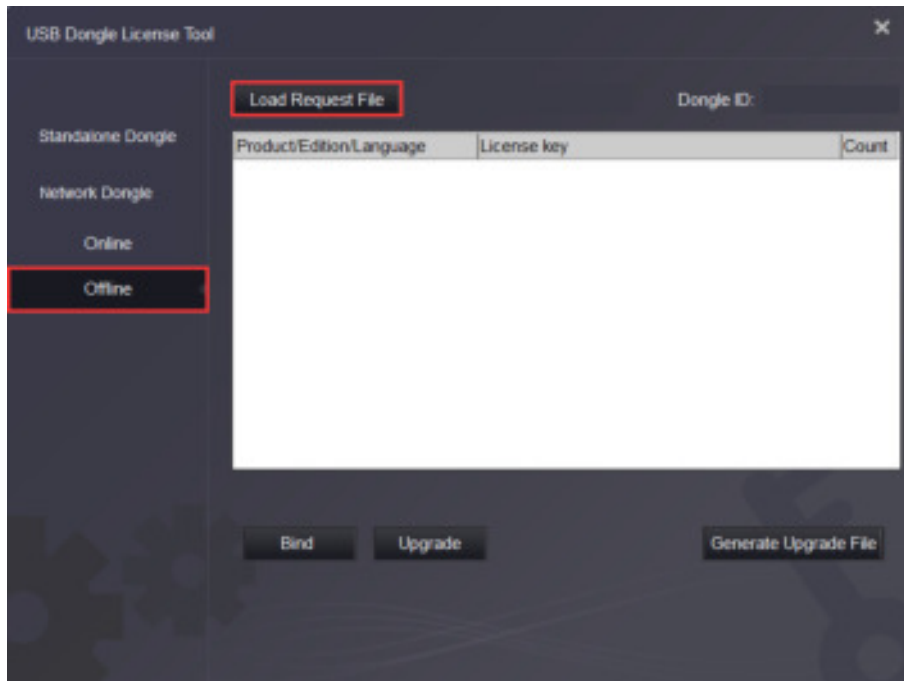 USB Dongle License Tool
Load Request File
Dongle ID:
Standalone Dongle
Product/Edition/Language
License key
Count
Network Dongle
Online
Offline
Bind
Upgrade
Generate Upgrade File